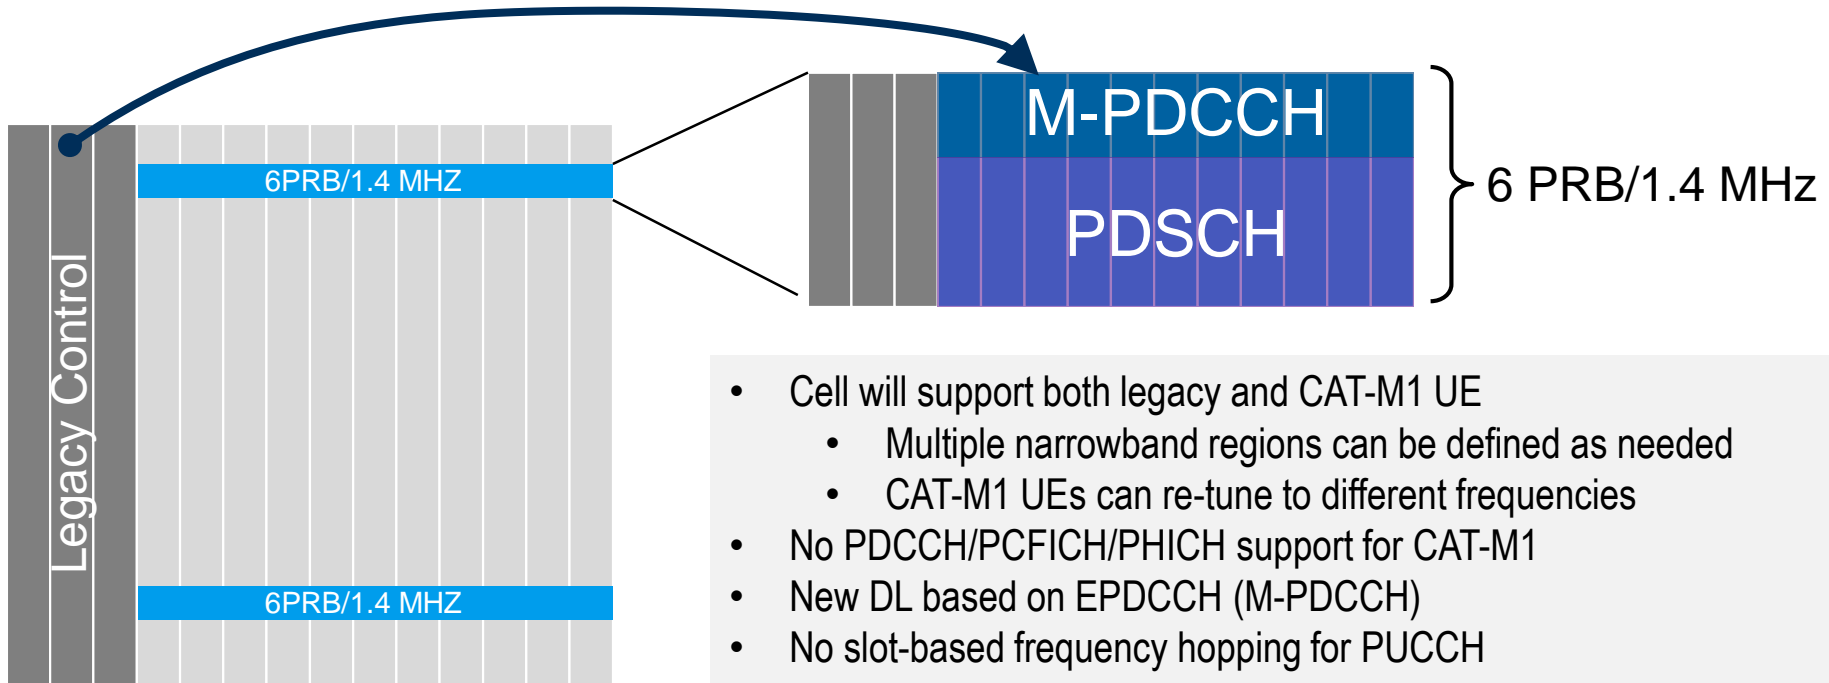 Legacy Control
6PRB/1.4 MHZ
6PRB/1.4 MHZ
M-PDCCH
PDSCH
6 PRB/1.4 MHz
• Cell will support both legacy and CAT-M1 UE
• Multiple narrowband regions can be defined as needed
• CAT-M1 UEs can re-tune to different frequencies
• No PDCCH/PCFICH/PHICH support for CAT-M1
• New DL based on EPDCCH (M-PDCCH)
• No slot-based frequency hopping for PUCCH